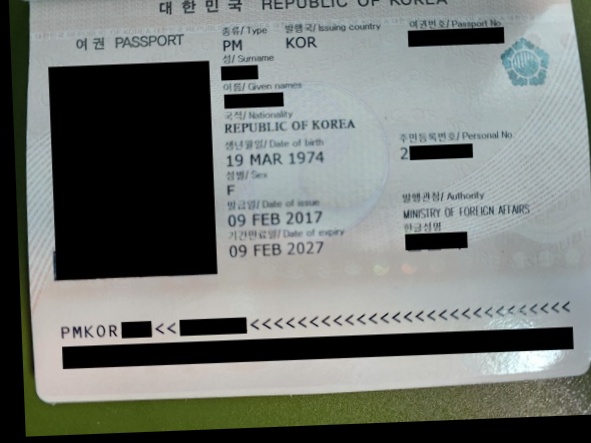 대한민국 REPUBLIC OF KOREA
여권 PASSPORT
종류/ Type 발행국/ Issuing country 여권번호/ Passport No.
PM KOR
성/ Surname
이름/ Given names
국적/ Nationality
REPUBLIC OF KOREA
생년월일/ Date of birth 주민등록번호/ Personal No.
19 MAR 1974 2
성별/ Sex
F
발급일/ Date of issue 발행관청/ Authority
09 FEB 2017 MINISTRY OF FOREIGN AFFAIRS
기간만료일/ Date of expiry 한글성명
09 FEB 2027
PMKOR << <<<<<<<<<<<<<<<<<<<<<<<<<<<<